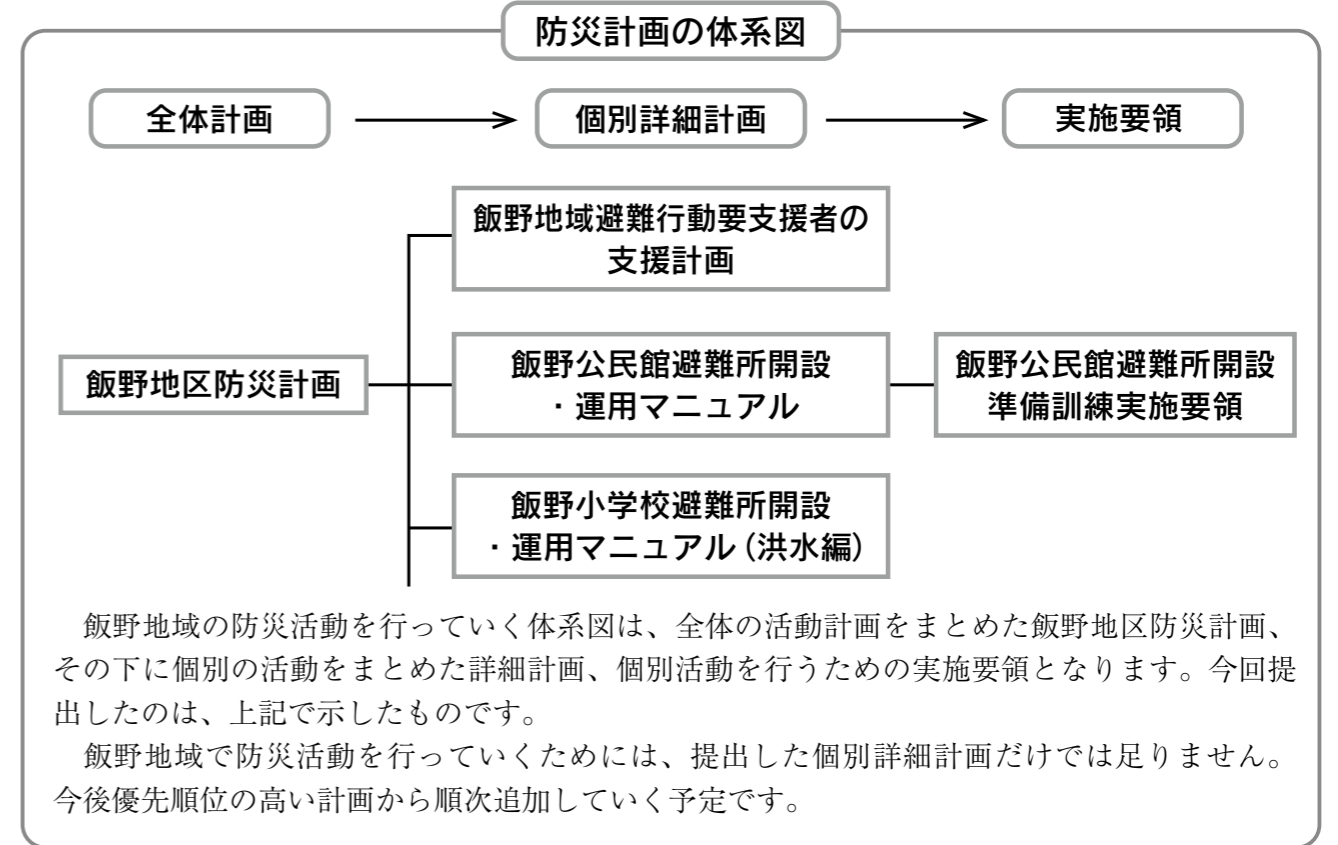 防災計画の体系図
全体計画
個別詳細計画
実施要領
飯野地域避難行動要支援者の
支援計画
飯野地区防災計画
飯野公民館避難所開設
・運用マニュアル
飯野公民館避難所開設
準備訓練実施要領
飯野小学校避難所開設
・運用マニュアル(洪水編)
飯野地域の防災活動を行っていく体系図は、全体の活動計画をまとめた飯野地区防災計画、
その下に個別の活動をまとめた詳細計画、個別活動を行うための実施要領となります。今回提
出したのは、上記で示したものです。
飯野地域で防災活動を行っていくためには、提出した個別詳細計画だけでは足りません。
今後優先順位の高い計画から順次追加していく予定です。